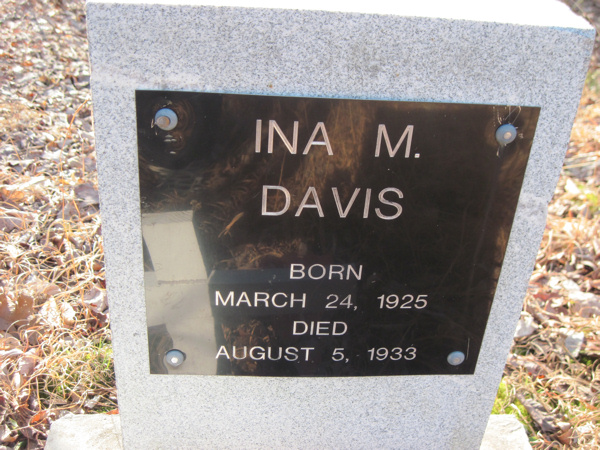 INA M.
DAVIS
BORN
MARCH 24, 1925
DIED
AUGUST 5, 1933